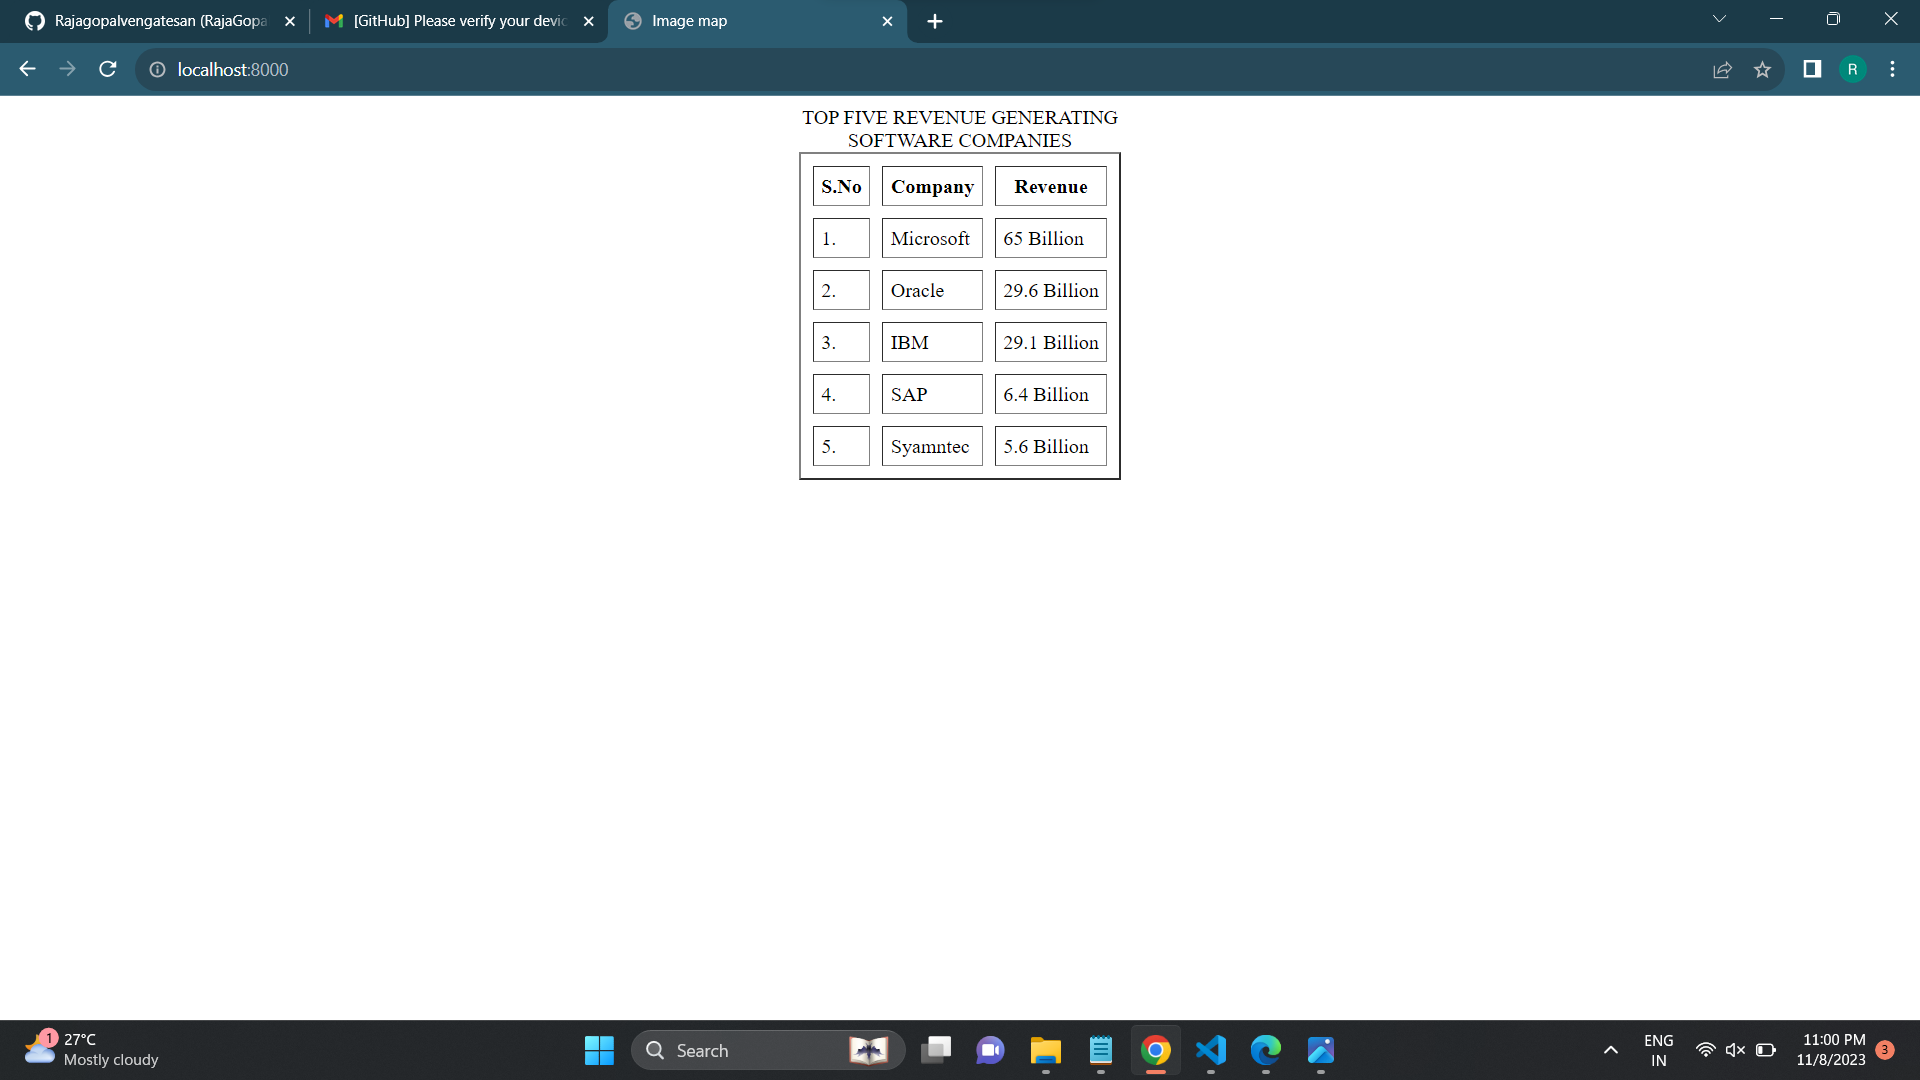 Rajagopalvengatesan (RajaGopa
[GitHub] Please verify your devic
Image map
localhost:8000
R
TOP FIVE REVENUE GENERATING
SOFTWARE COMPANIES
S.No Company Revenue
1. Microsoft 65 Billion
2. Oracle 29.6 Billion
3. IBM 29.1 Billion
4. SAP 6.4 Billion
5. Syamntec 5.6 Billion
1
27°C
Mostly cloudy
Search
ENG
IN
11:00 PM
11/8/2023
3